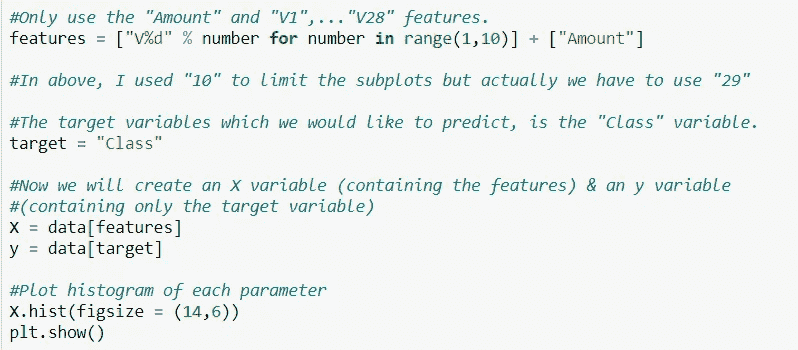 #Only use the "Amount" and "V1",..."V28" features.
features = ["V%d" % number for number in range(1,10)] + ["Amount"]
#In above, I used "10" to limit the subplots but actually we have to use "29"
#The target variables which we would like to predict, is the "Class" variable.
target = "Class"
#Now we will create an X variable (containing the features) & an y variable
#(containing only the target variable)
X = data[features]
y = data[target]
#Plot histogram of each parameter
X.hist(figsize = (14,6))
plt.show()